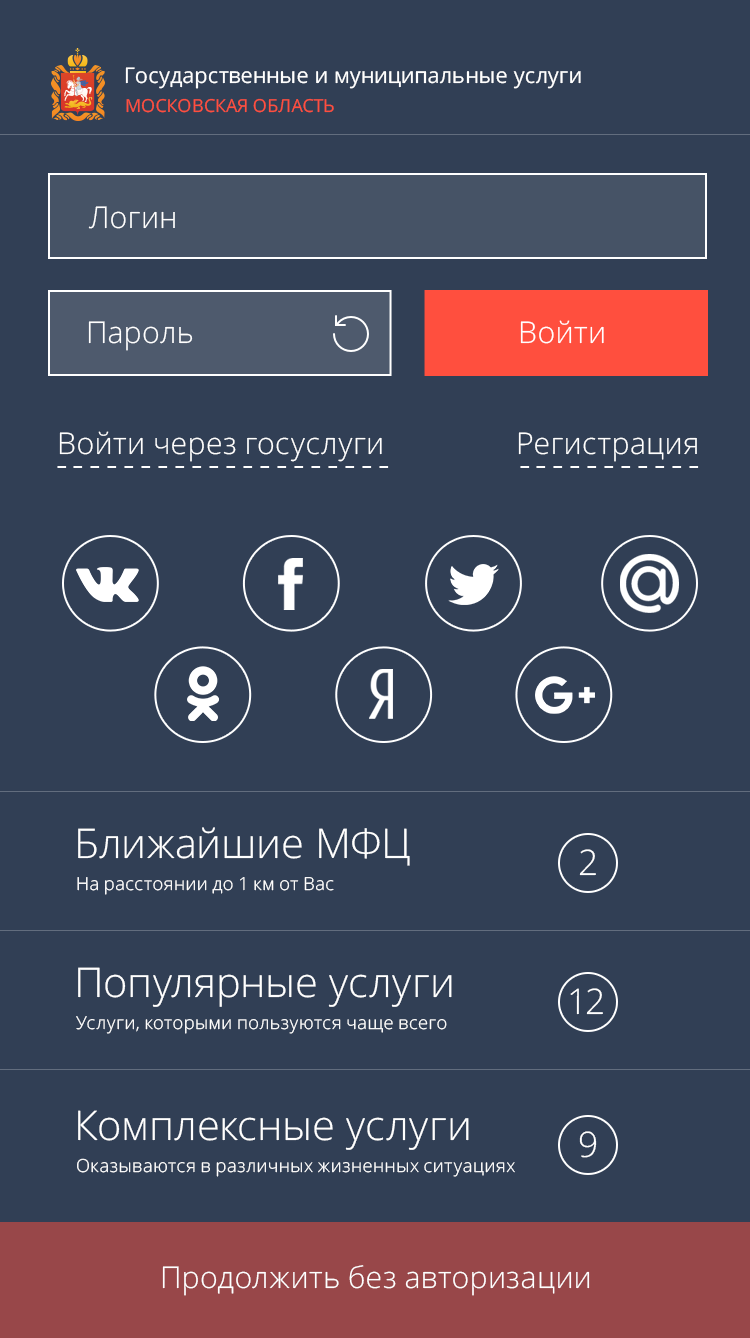 Государственные и муниципальные услуги
МОСКОВСКАЯ ОБЛАСТЬ
Логин
Пароль
Войти
Войти через госуслуги
Регистрация
Я
G+
Ближайшие МФЦ
2
На расстоянии до 1 км от Вас
Популярные услуги
12
Услуги, которыми пользуются чаще всего
Комплексные услуги
9
Оказываются в различных жизненных ситуациях
Продолжить без авторизации